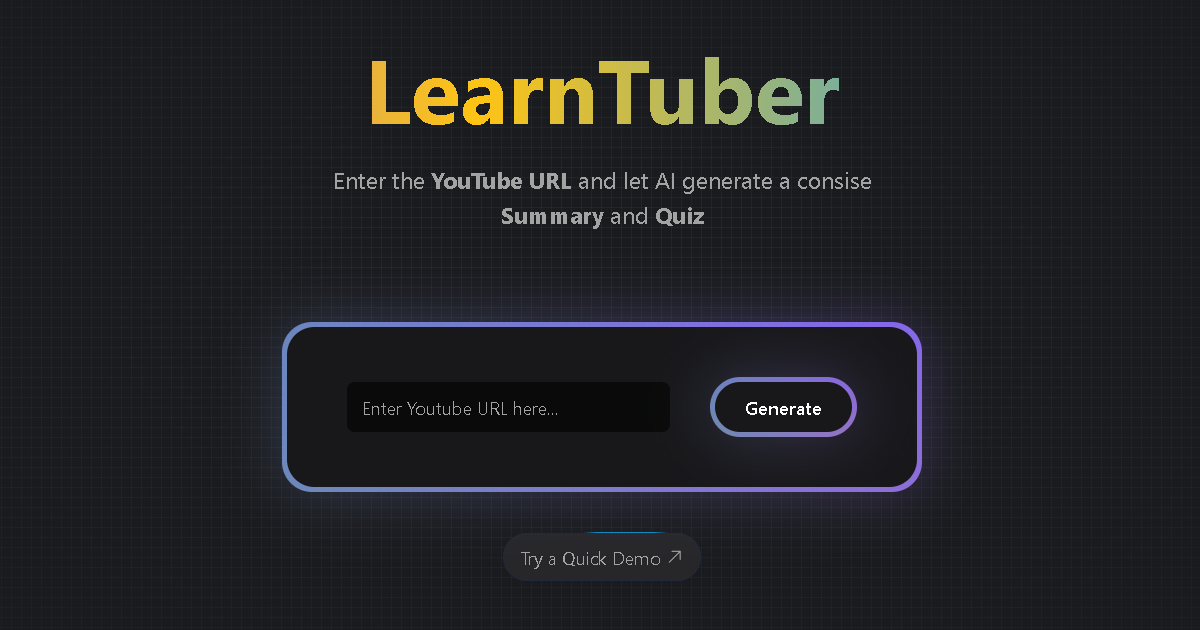 LearnTuber
Enter the YouTube URL and let AI generate a consise
Summary and Quiz
Enter Youtube URL here...
Generate
Try a Quick Demo ↗